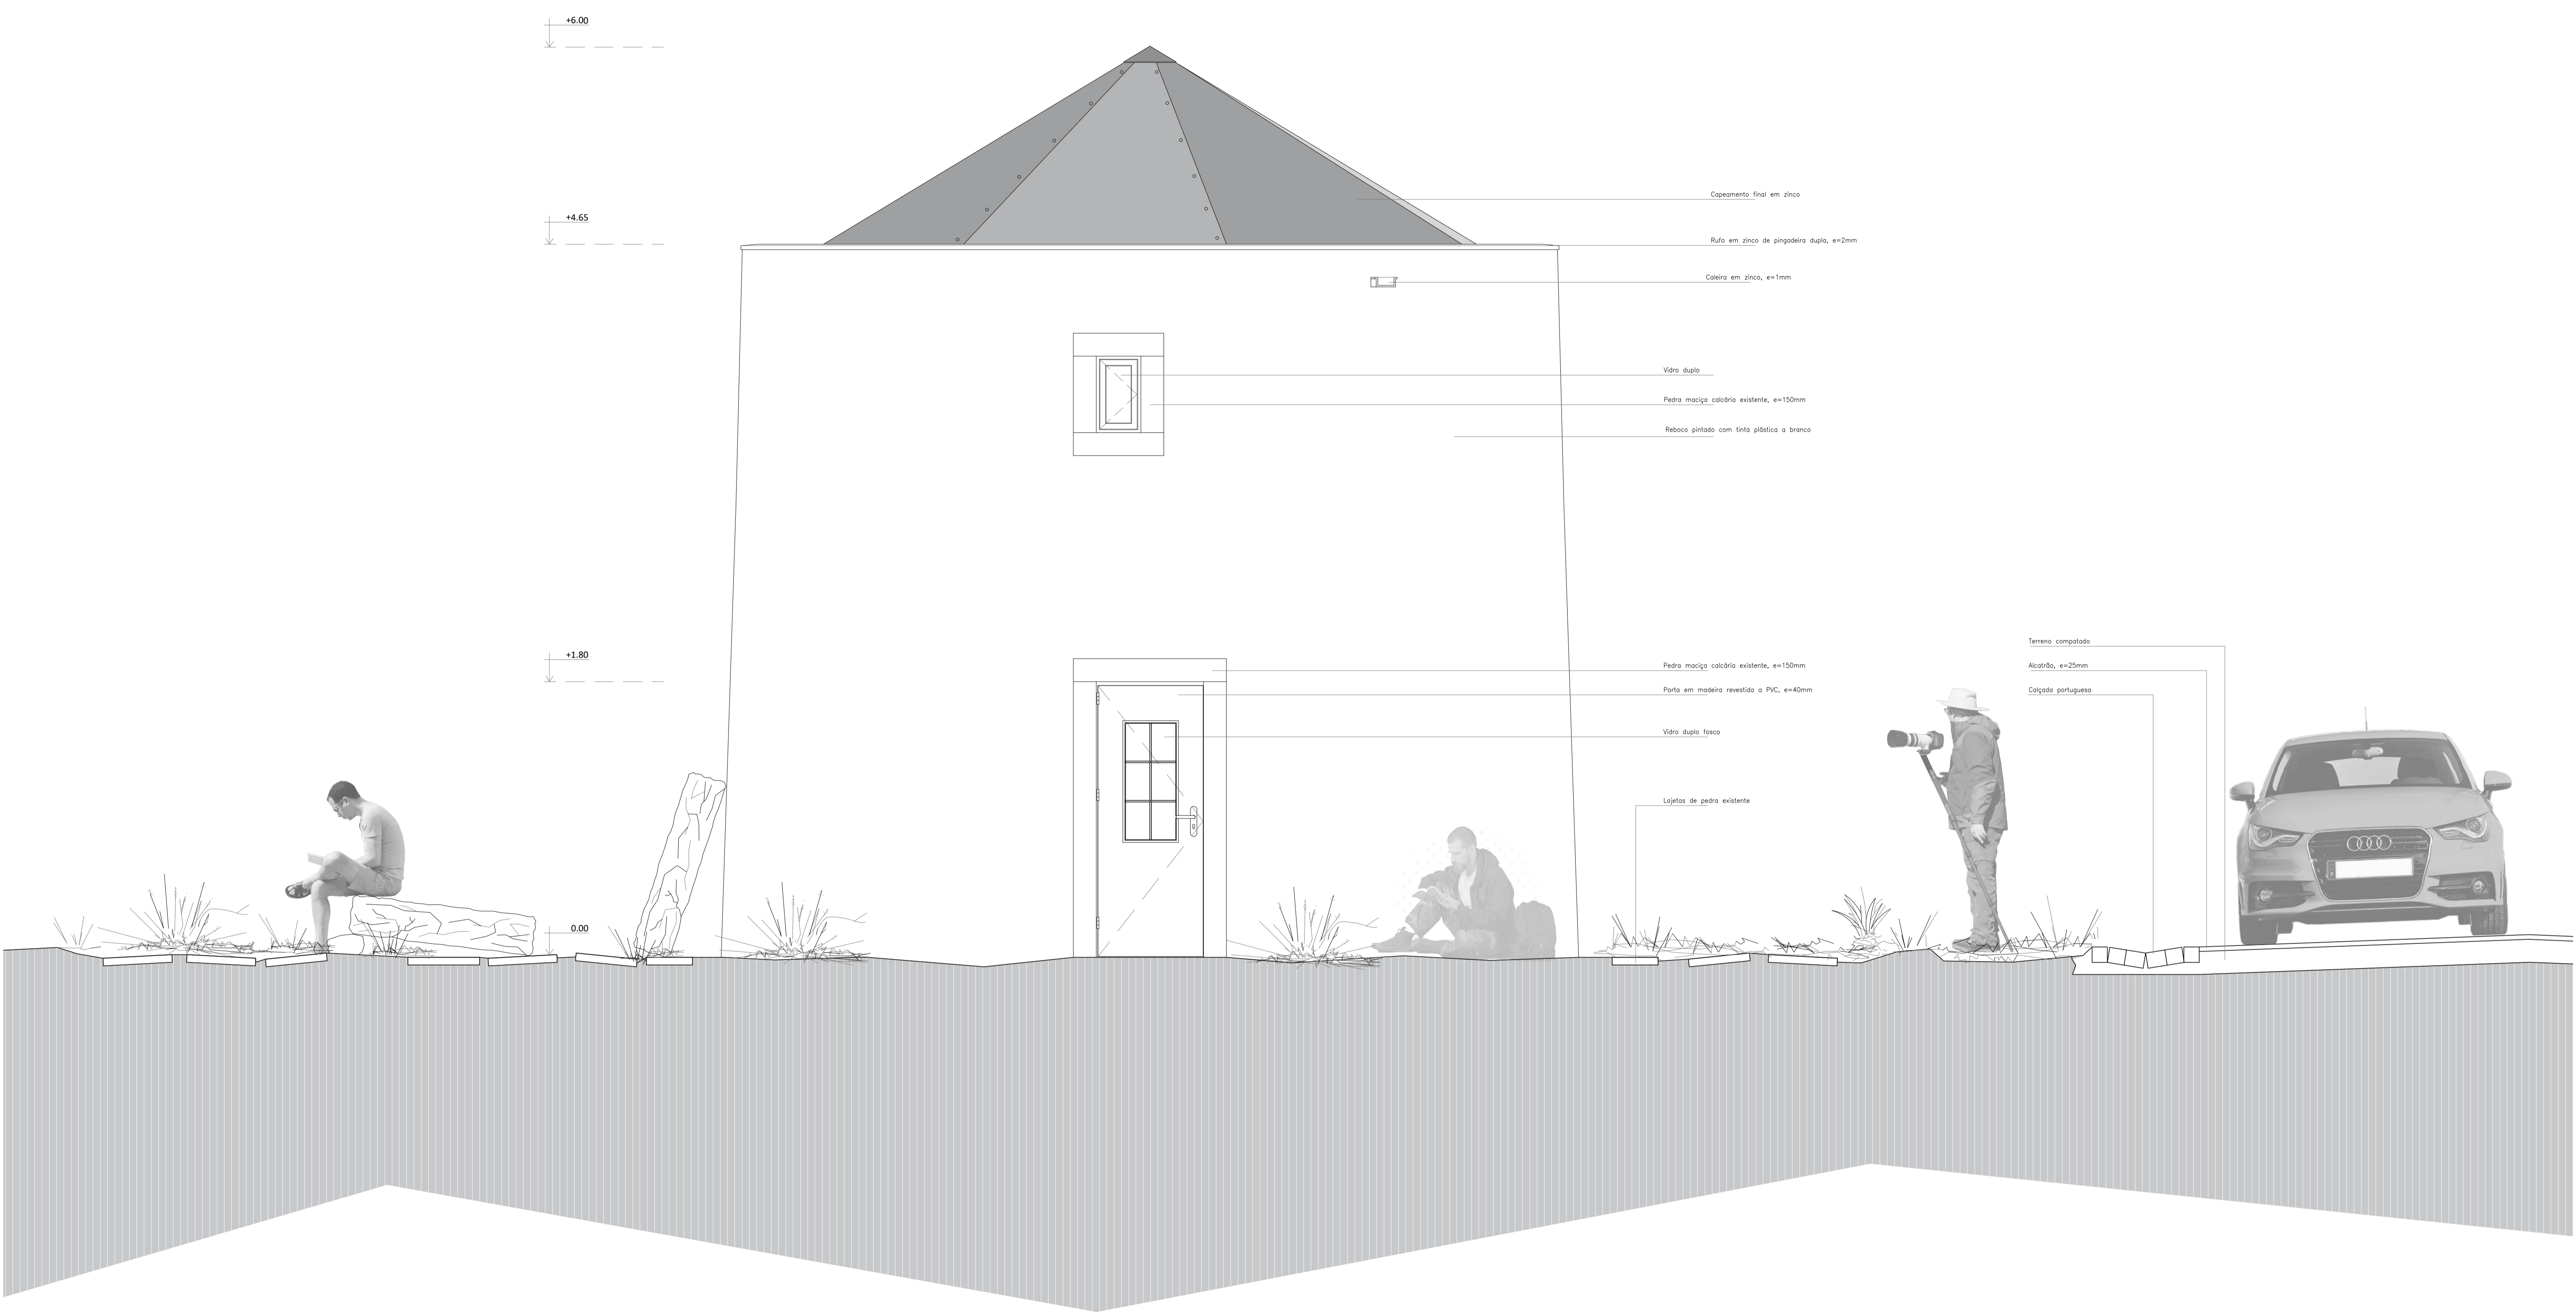 +6.00
Capeamento final em zinco
+4.65
Rufo em zinco de pingadeira dupla, e=2mm
Caleira em zinco, e=1mm
Vidro duplo
Pedra maciça calcária existente, e=150mm
Reboco pintado com tinta plástica a branco
+1.80
Pedra maciça calcária existente, e=150mm
Porta em madeira revestida a PVC, e=40mm
Vidro duplo fosco
Lajetas de pedra existente
Terreno compatado
Alcatrão, e=25mm
Calçada portuguesa
0.00